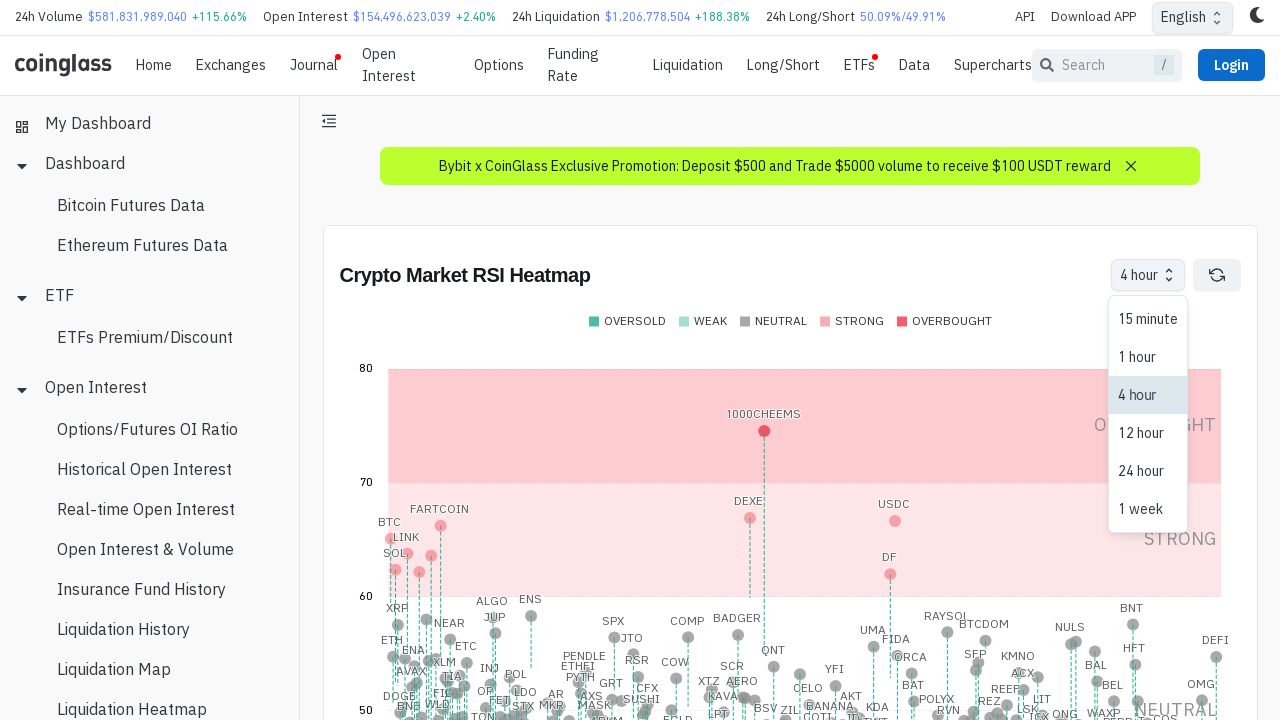 24h Volume $581,831,989,040 +115.66% Open Interest $154,496,623,039 +2.40% 24h Liquidation $1,206,778,504 +188.38% 24h Long/Short 50.09%/49.91% API Download APP English
coinglass Home Exchanges Journal Open Interest Options Funding Rate Liquidation Long/Short ETFs Data Supercharts Search / Login
My Dashboard
Dashboard
Bitcoin Futures Data
Ethereum Futures Data
ETF
ETFs Premium/Discount
Open Interest
Options/Futures OI Ratio
Historical Open Interest
Real-time Open Interest
Open Interest & Volume
Insurance Fund History
Liquidation History
Liquidation Map
Liquidation Heatmap
Bybit x CoinGlass Exclusive Promotion: Deposit $500 and Trade $5000 volume to receive $100 USDT reward
Crypto Market RSI Heatmap
4 hour
15 minute
1 hour
4 hour
12 hour
24 hour
1 week
OVERSOLD WEAK NEUTRAL STRONG OVERBOUGHT
80
1000CHEEMS
70
DEXE
USDC
FARTCOIN
BTC
LINK
SOL
STRONG
DF
60
ALGO
ENS
XRP
JUP
NEAR
SPX
COMP
BADGER
RAYSOL
BTCDOM
BNT
NULS
UMA
ETH
ENA
ETC
JTO
FIDA
DEFI
QNT
HFT
XLM
PENDLE
RSR
COW
ORCA
SFP
KMNO
AVAX
INJ
ETHFI
SCR
YFI
BAL
TIA
POL
PYTH
GRT
XTZ
AERO
BAT
ACX
BEL
OMG
DOGE
FIL
OP
LDO
AR
AXS
CFX
CELO
AKT
REEF
BNB
WLD
FET
STX
MKR
MASK
SUSHI
KAVA
BSV
ZIL
BANANA
KDA
POLYX
REZ
LIT
NEUTRAL
50
TON
LPT
RVN
LSK
WAXP